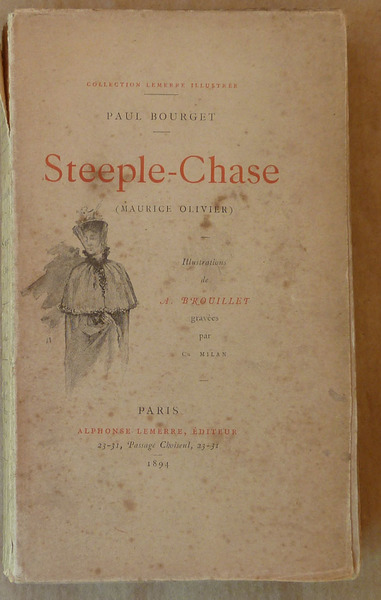 COLLECTION LEMERRE ILLUSTRÉE
PAUL BOURGET
Steeple-Chase
(MAURICE OLIVIER)
Illustrations
de
A. BROUILLET
gravées
par
Cs MILAN
PARIS
ALPHONSE LEMERRE, ÉDITEUR
23-31, Passage Choiseul, 23-31
1894